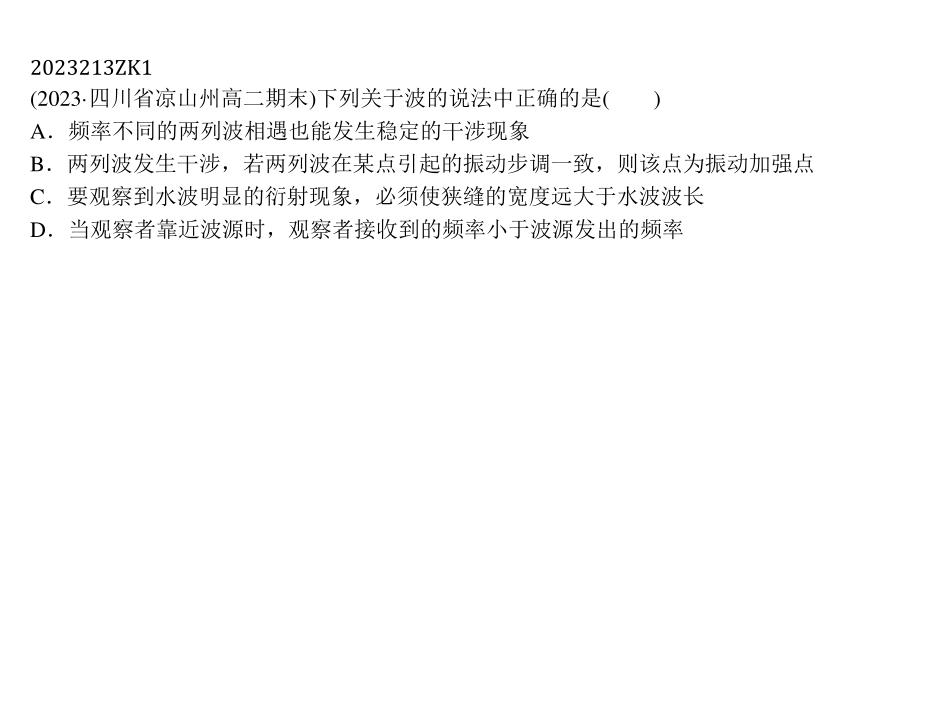 2023213ZK1
(2023·四川省凉山州高二期末)下列关于波的说法中正确的是(　　)
A．频率不同的两列波相遇也能发生稳定的干涉现象
B．两列波发生干涉，若两列波在某点引起的振动步调一致，则该点为振动加强点
C．要观察到水波明显的衍射现象，必须使狭缝的宽度远大于水波波长
D．当观察者靠近波源时，观察者接收到的频率小于波源发出的频率